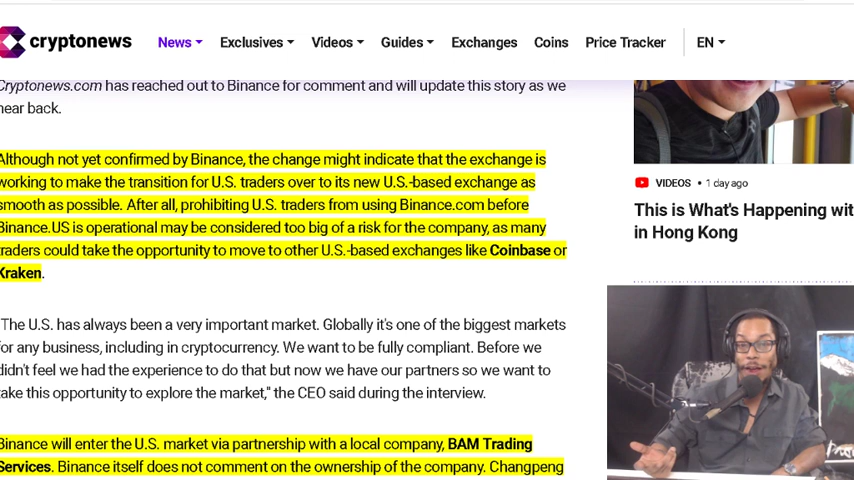 cryptonews
News Exclusives Videos Guides Exchanges Coins Price Tracker EN
Cryptonews.com has reached out to Binance for comment and will update this story as we
hear back.
Although not yet confirmed by Binance, the change might indicate that the exchange is
working to make the transition for U.S. traders over to its new U.S.-based exchange as
smooth as possible. After all, prohibiting U.S. traders from using Binance.com before
Binance.US is operational may be considered too big of a risk for the company, as many
traders could take the opportunity to move to other U.S.-based exchanges like Coinbase or
Kraken.
"The U.S. has always been a very important market. Globally it's one of the biggest markets
for any business, including in cryptocurrency. We want to be fully compliant. Before we
didn't feel we had the experience to do that but now we have our partners so we want to
take this opportunity to explore the market," the CEO said during the interview.
Binance will enter the U.S. market via partnership with a local company, BAM Trading
Services. Binance itself does not comment on the ownership of the company. Changpeng
VIDEOS • 1 day ago
This is What's Happening wit
in Hong Kong